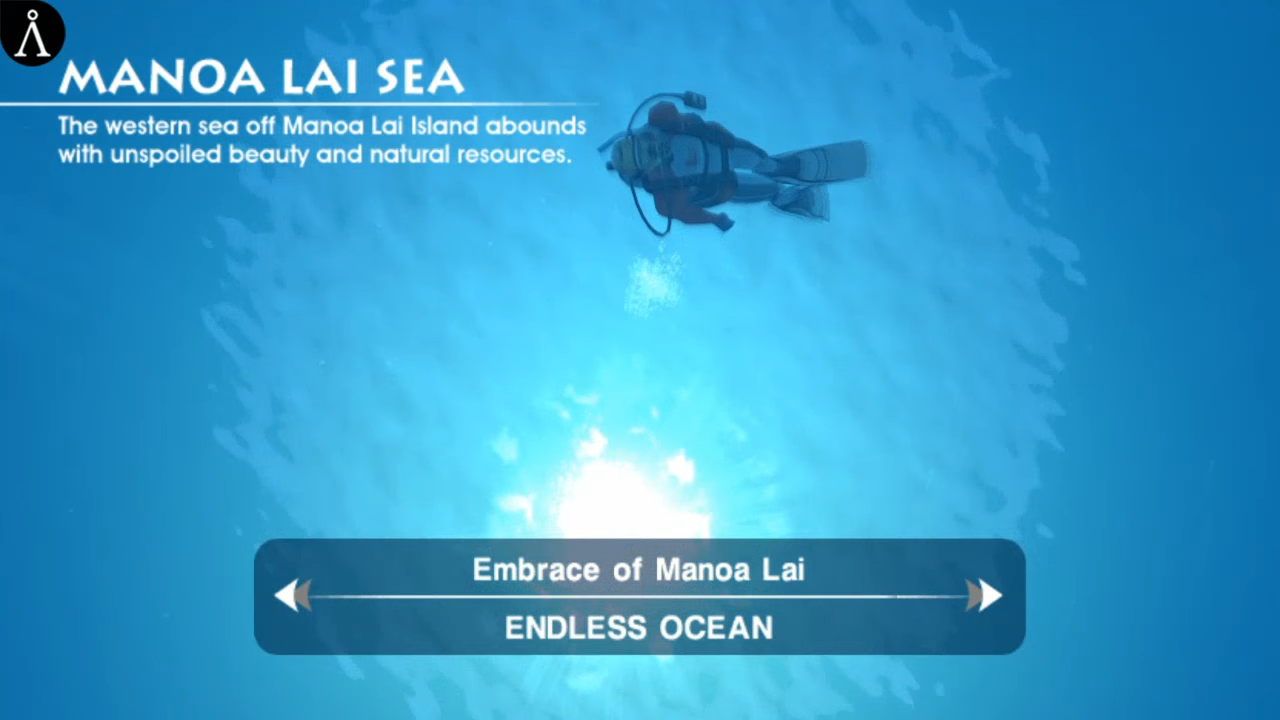 Å
MANOA LAI SEA
The western sea off Manoa Lai Island abounds
with unspoiled beauty and natural resources.
Embrace of Manoa Lai
ENDLESS OCEAN